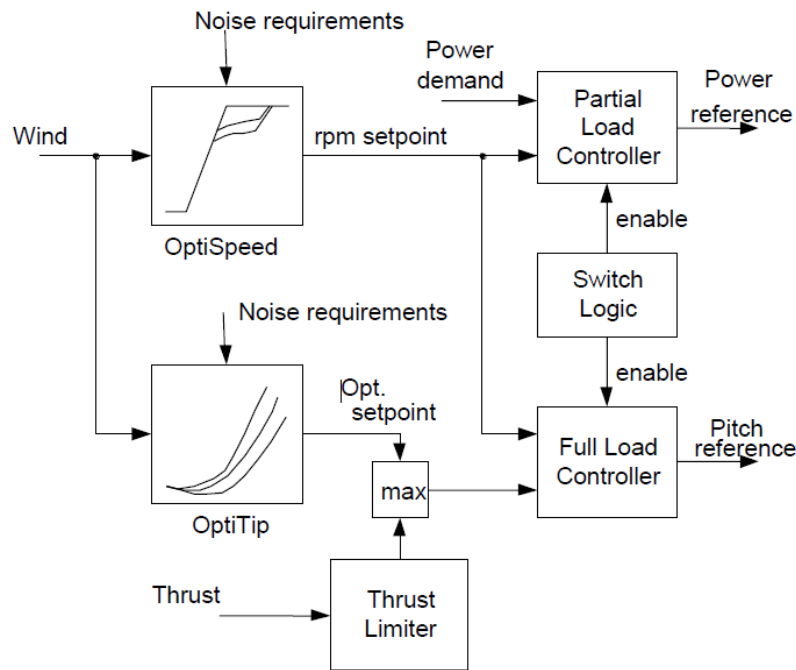 Noise requirements
Power
demand
Partial
Load
Controller
Power
reference
Wind
rpm setpoint
OptiSpeed
enable
Switch
Logic
Noise requirements
enable
Opt.
setpoint
Full Load
Controller
Pitch
reference
max
OptiTip
Thrust
Thrust
Limiter